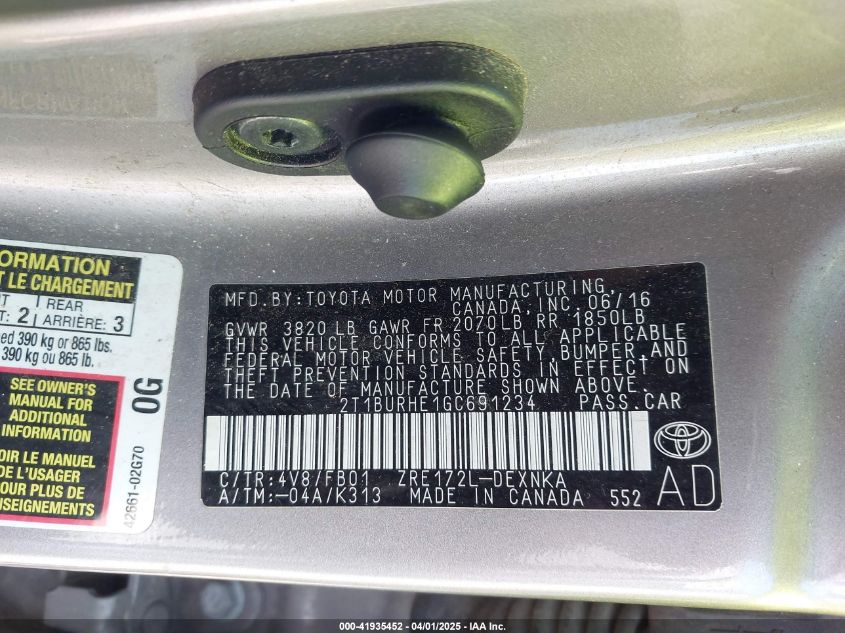 ORMATION
T LE CHARGEMENT
REAR
: 2 ARRIÈRE: 3
ed 390 kg or 865 lbs.
390 kg ou 865 lb.
SEE OWNER'S
MANUAL FOR
ADDITIONAL
INFORMATION
VOIR LE MANUEL
DE L'USAGER
POUR PLUS DE
RENSEIGNEMENTS
0G
42661-02G70
MFD.BY:TOYOTA MOTOR MANUFACTURING,
CANADA,INC. 06/16
GVWR 3820 LB GAWR FR 2070LB RR 1850LB
THIS VEHICLE CONFORMS TO ALL APPLICABLE
FEDERAL MOTOR VEHICLE SAFETY,BUMPER,AND
THEFT PREVENTION STANDARDS IN EFFECT ON
THE DATE OF MANUFACTURE SHOWN ABOVE.
2T1BURHE1GC691234 PASS.CAR
C/TR:4V8/FB01 ZRE172L-DEXNKA
A/TM:-04A/K313 MADE IN CANADA 552
AD
000-41935452 - 04/01/2025 - IAA Inc.